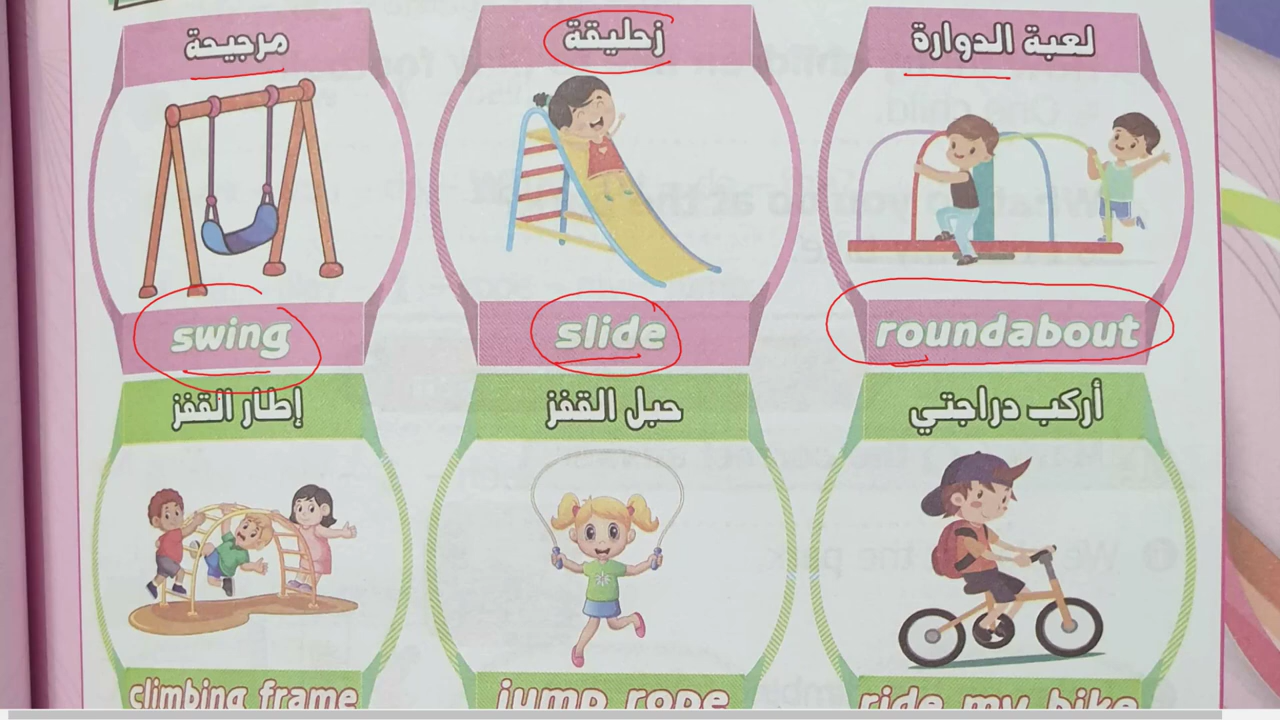 مرجيحة
زحليقة
لعبة الدوارة
swing
slide
roundabout
إطار القفز
حبل القفز
أركب دراجتي
climbing frame
jump rope
ride my bike